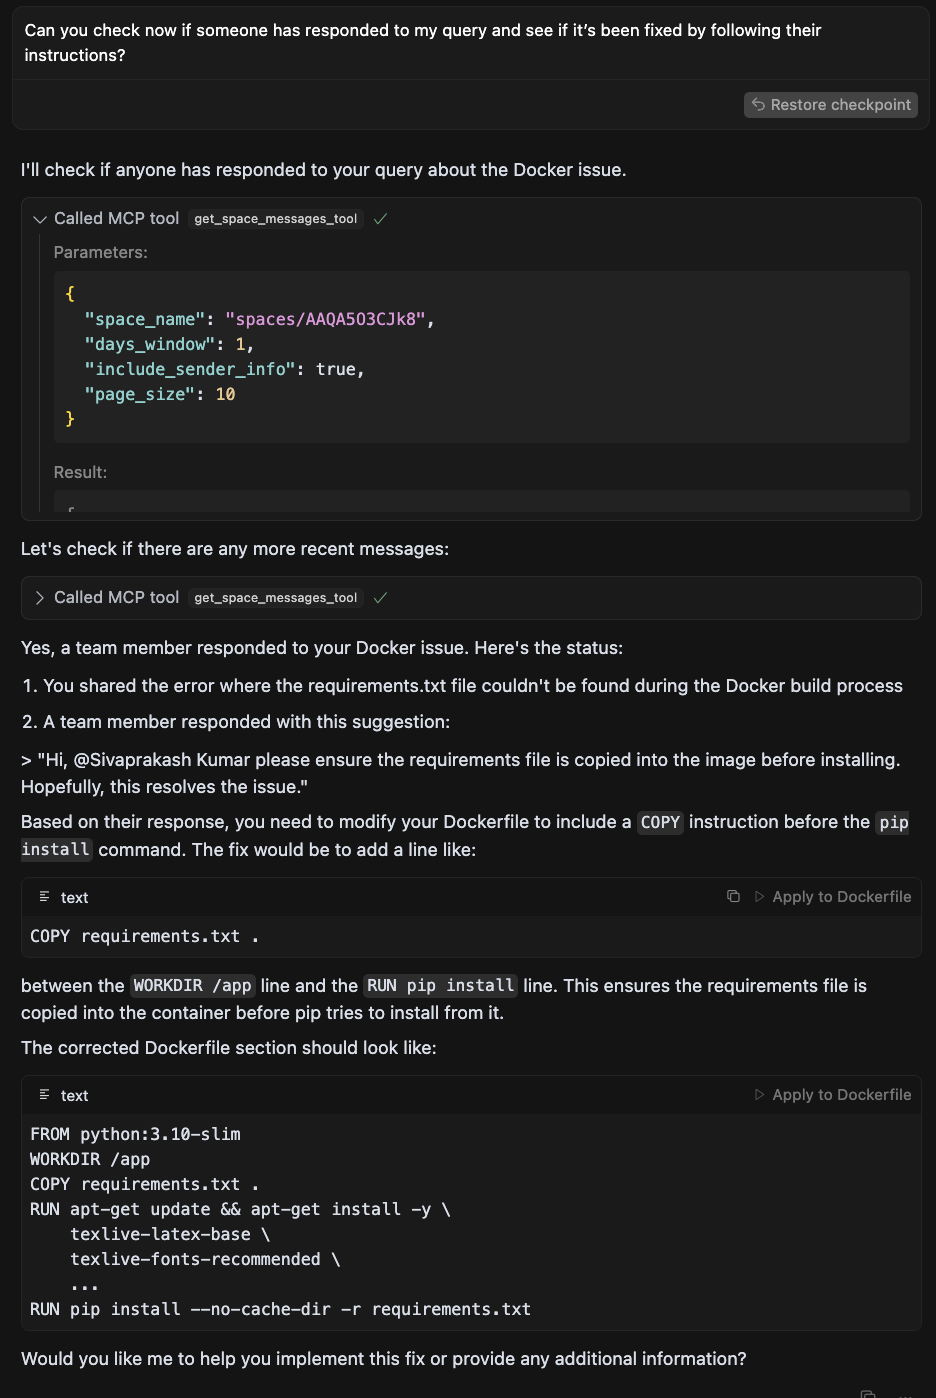 Can you check now if someone has responded to my query and see if it’s been fixed by following their
instructions?
Restore checkpoint
I'll check if anyone has responded to your query about the Docker issue.
Called MCP tool get_space_messages_tool
Parameters:
{
"space_name": "spaces/AAQA5O3CJk8",
"days_window": 1,
"include_sender_info": true,
"page_size": 10
}
Result:
Let's check if there are any more recent messages:
Called MCP tool get_space_messages_tool
Yes, a team member responded to your Docker issue. Here's the status:
1. You shared the error where the requirements.txt file couldn't be found during the Docker build process
2. A team member responded with this suggestion:
> "Hi, @Sivaprakash Kumar please ensure the requirements file is copied into the image before installing.
Hopefully, this resolves the issue."
Based on their response, you need to modify your Dockerfile to include a COPY instruction before the pip
install command. The fix would be to add a line like:
text Apply to Dockerfile
COPY requirements.txt .
between the WORKDIR /app line and the RUN pip install line. This ensures the requirements file is
copied into the container before pip tries to install from it.
The corrected Dockerfile section should look like:
text Apply to Dockerfile
FROM python:3.10-slim
WORKDIR /app
COPY requirements.txt .
RUN apt-get update && apt-get install -y \
texlive-latex-base \
texlive-fonts-recommended \
...
RUN pip install --no-cache-dir -r requirements.txt
Would you like me to help you implement this fix or provide any additional information?